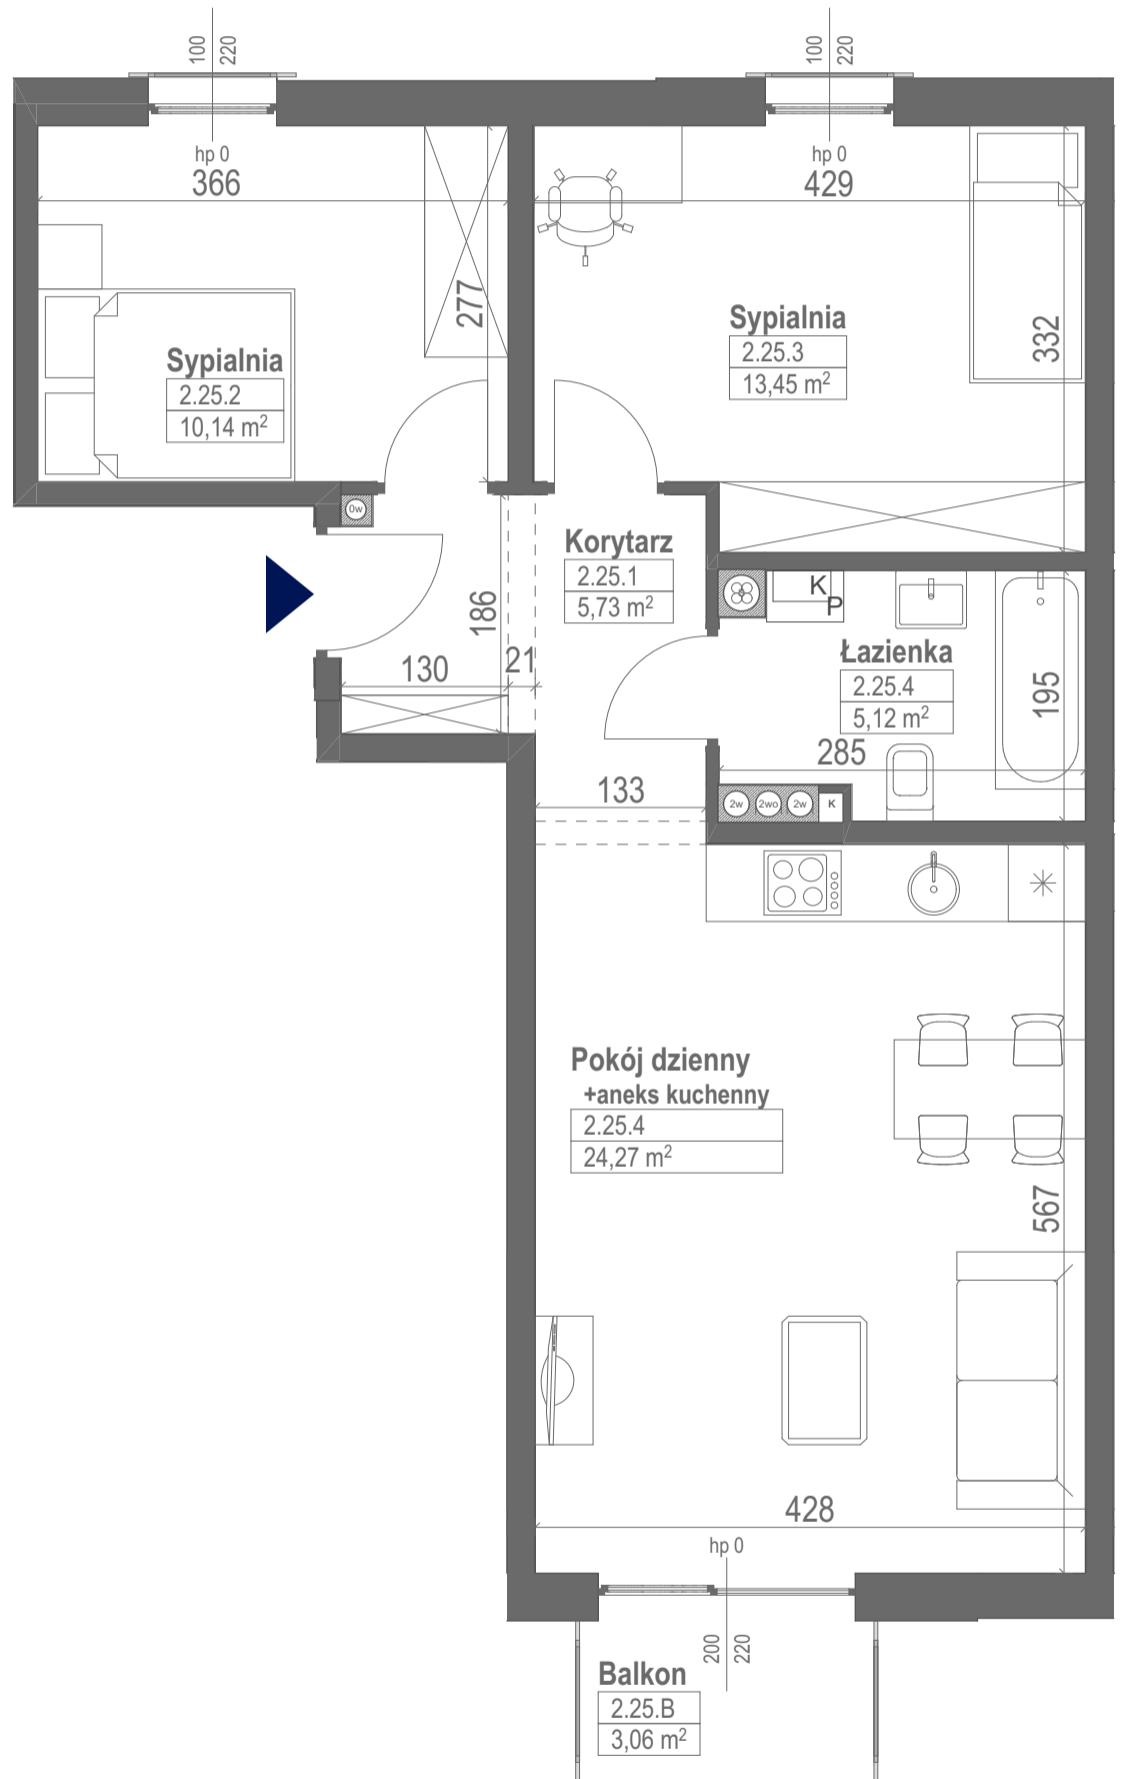 100
220
100
220
hp 0
366
hp 0
429
277
332
Sypialnia
2.25.2
10,14 m²
Sypialnia
2.25.3
13,45 m²
0w
Korytarz
2.25.1
5,73 m²
186
130
21
K
P
Łazienka
2.25.4
5,12 m²
195
285
133
2w
2wo
2w
K
Pokój dzienny
+aneks kuchenny
2.25.4
24,27 m²
567
428
hp 0
200
220
Balkon
2.25.B
3,06 m²